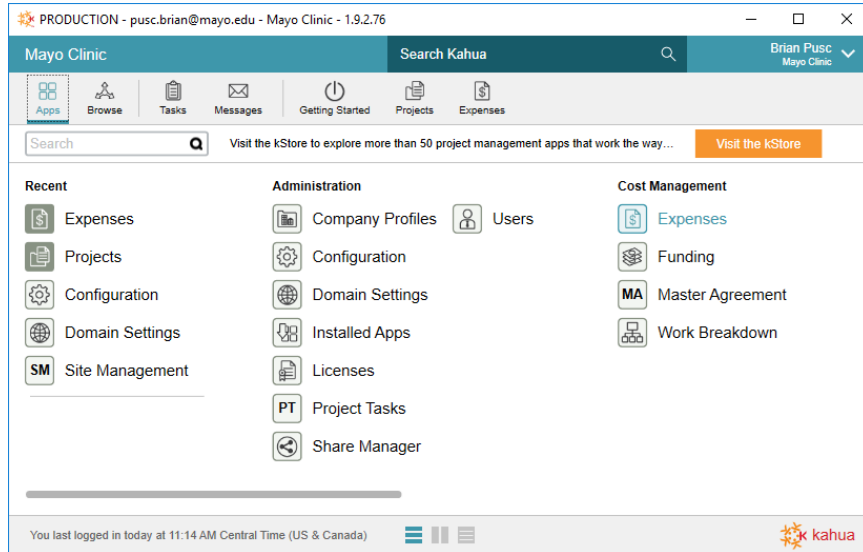 PRODUCTION - pusc.brian@mayo.edu - Mayo Clinic - 1.9.2.76
Mayo Clinic
Search Kahua
Brian Pusc
Mayo Clinic
Apps
Browse
Tasks
Messages
Getting Started
Projects
Expenses
Search
Visit the kStore to explore more than 50 project management apps that work the way...
Visit the kStore
Recent
Expenses
Projects
Configuration
Domain Settings
SM Site Management
Administration
Company Profiles
Users
Configuration
Domain Settings
Installed Apps
Licenses
PT Project Tasks
Share Manager
Cost Management
Expenses
Funding
MA Master Agreement
Work Breakdown
You last logged in today at 11:14 AM Central Time (US & Canada)
kahua